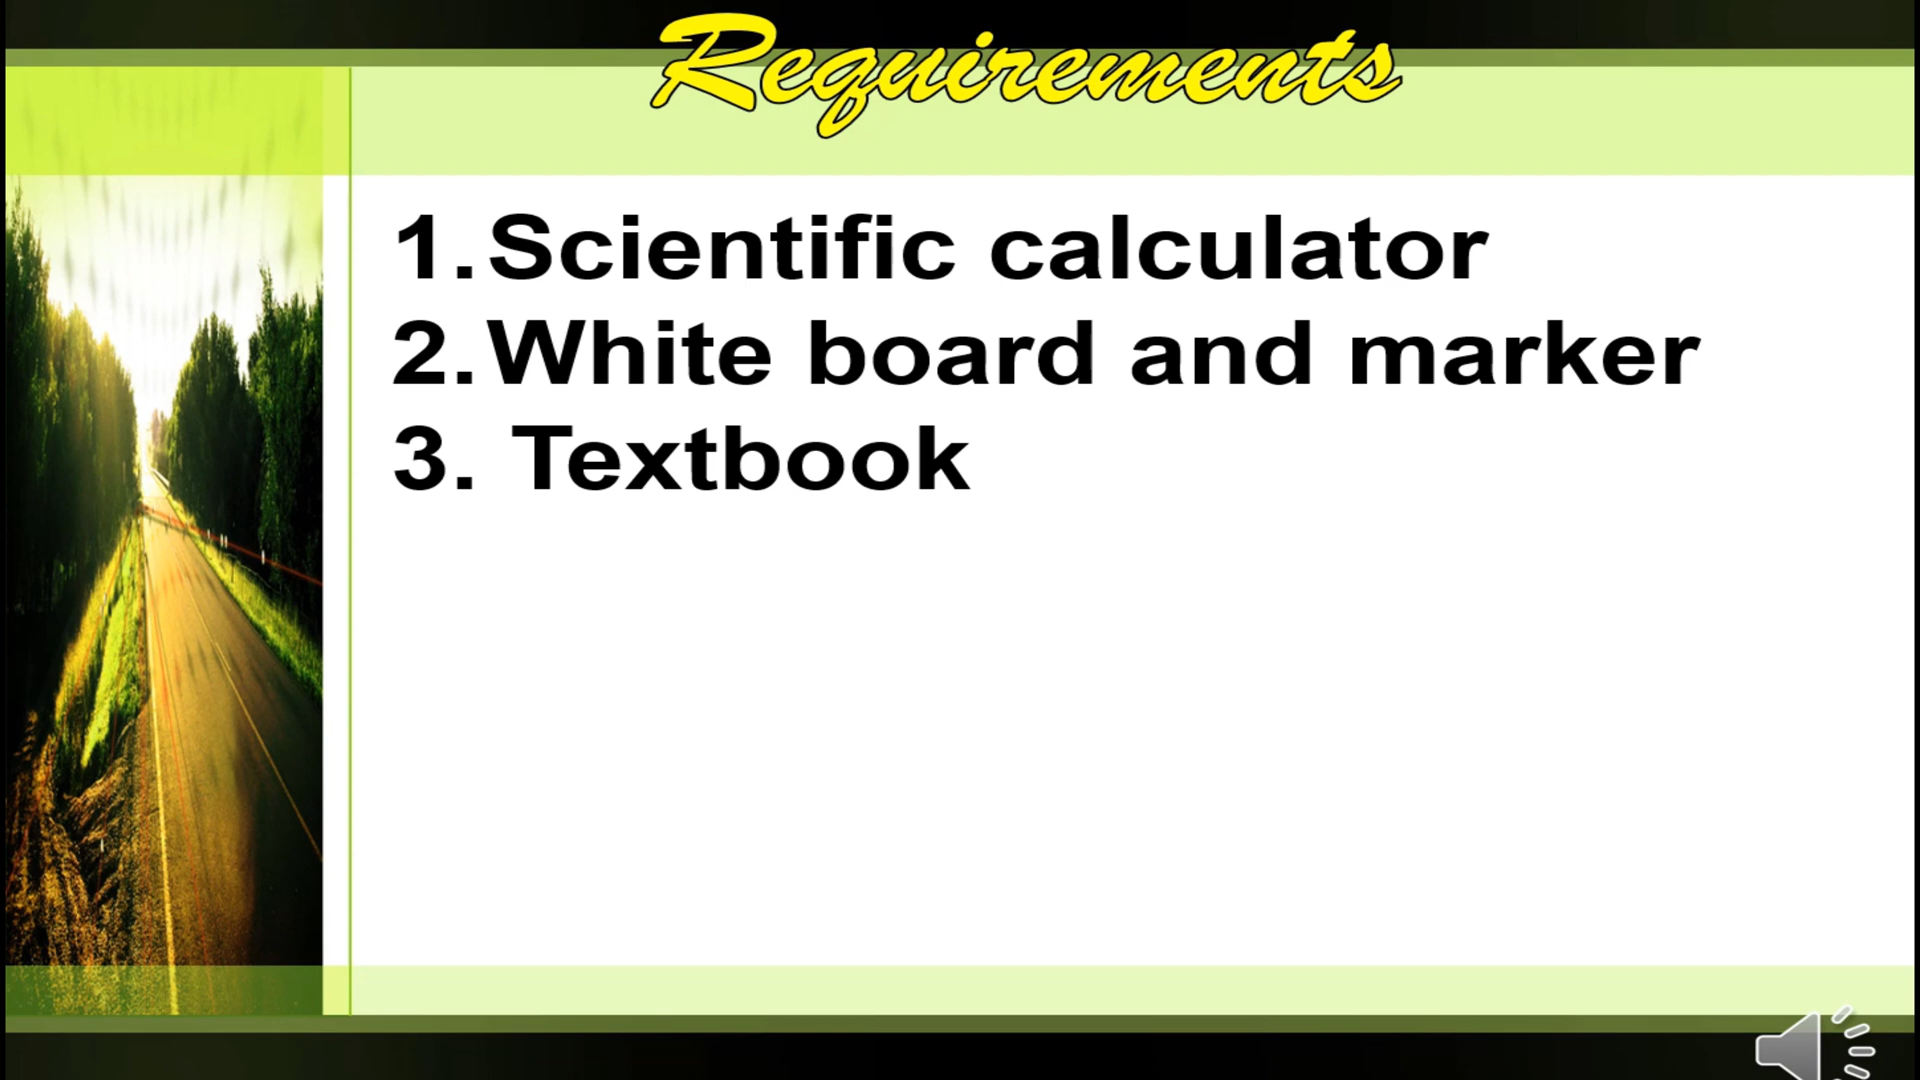 Requirements
1. Scientific calculator
2. White board and marker
3. Textbook